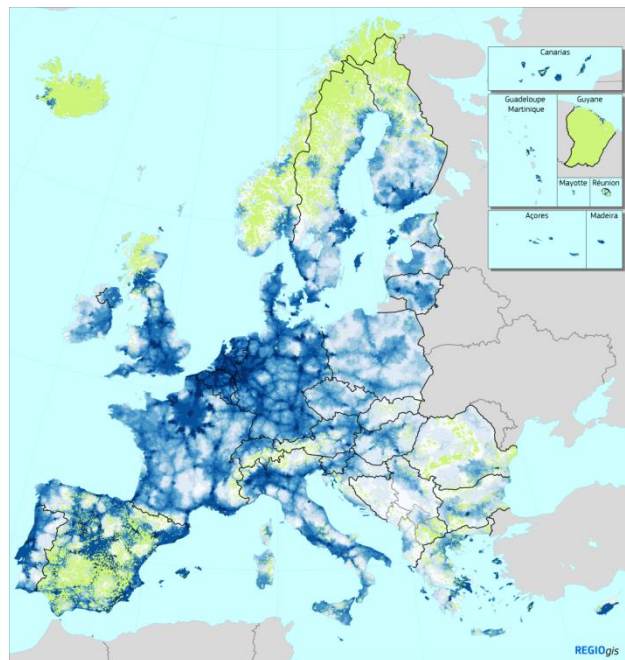 Canarias
Guadeloupe
Martinique
Guyane
Mayotte
Réunion
Açores
Madeira
REGIOgis